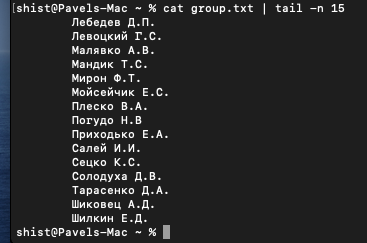 [shist@Pavels-Mac ~ % cat group.txt | tail -n 15
Лебедев Д.П.
Левоцкий Г.С.
Малявко А.В.
Мандик Т.С.
Мирон Ф.Т.
Мойсейчик Е.С.
Плеско В.А.
Погудо Н.В
Приходько Е.А.
Салей И.И.
Сецко К.С.
Солодуха Д.В.
Тарасенко Д.А.
Шиковец А.Д.
Шилкин Е.Д.
shist@Pavels-Mac ~ %